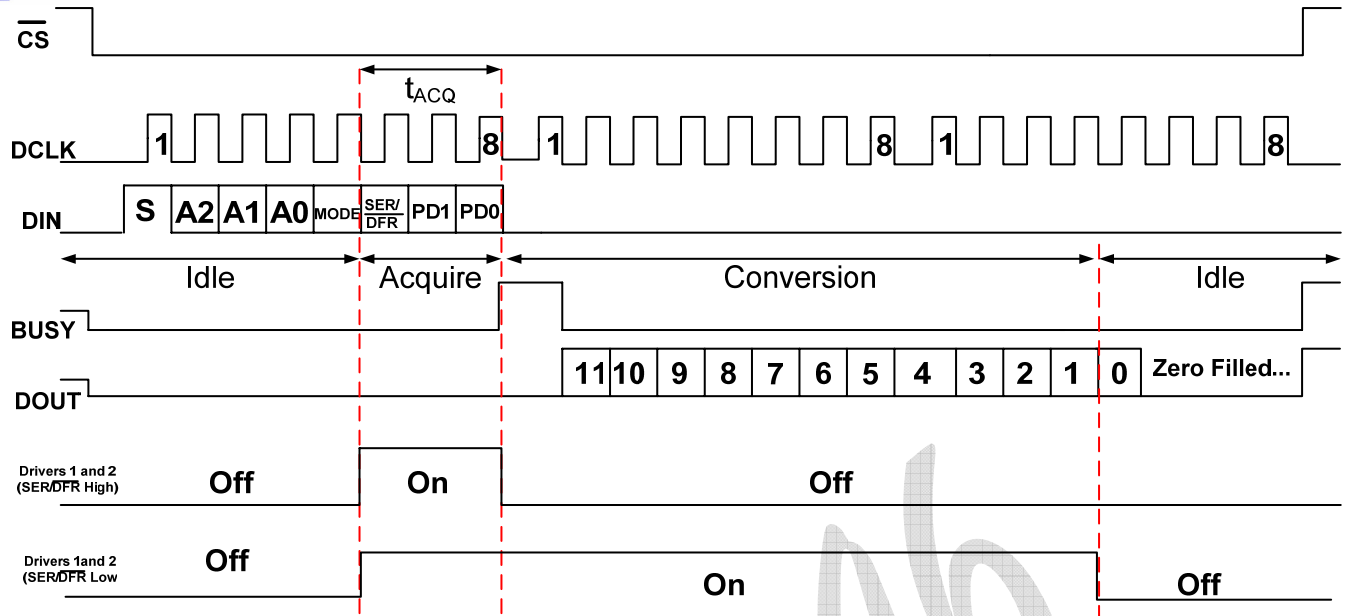 CS
tACQ
DCLK 1 8 1 8 1 8
DIN S A2 A1 A0 MODE SER/DFR PD1 PD0
Idle Acquire Conversion Idle
BUSY
DOUT 11 10 9 8 7 6 5 4 3 2 1 0 Zero Filled...
Drivers 1 and 2
(SER/DFR High)
Off On Off
Drivers 1and 2
(SER/DFR Low
Off On Off